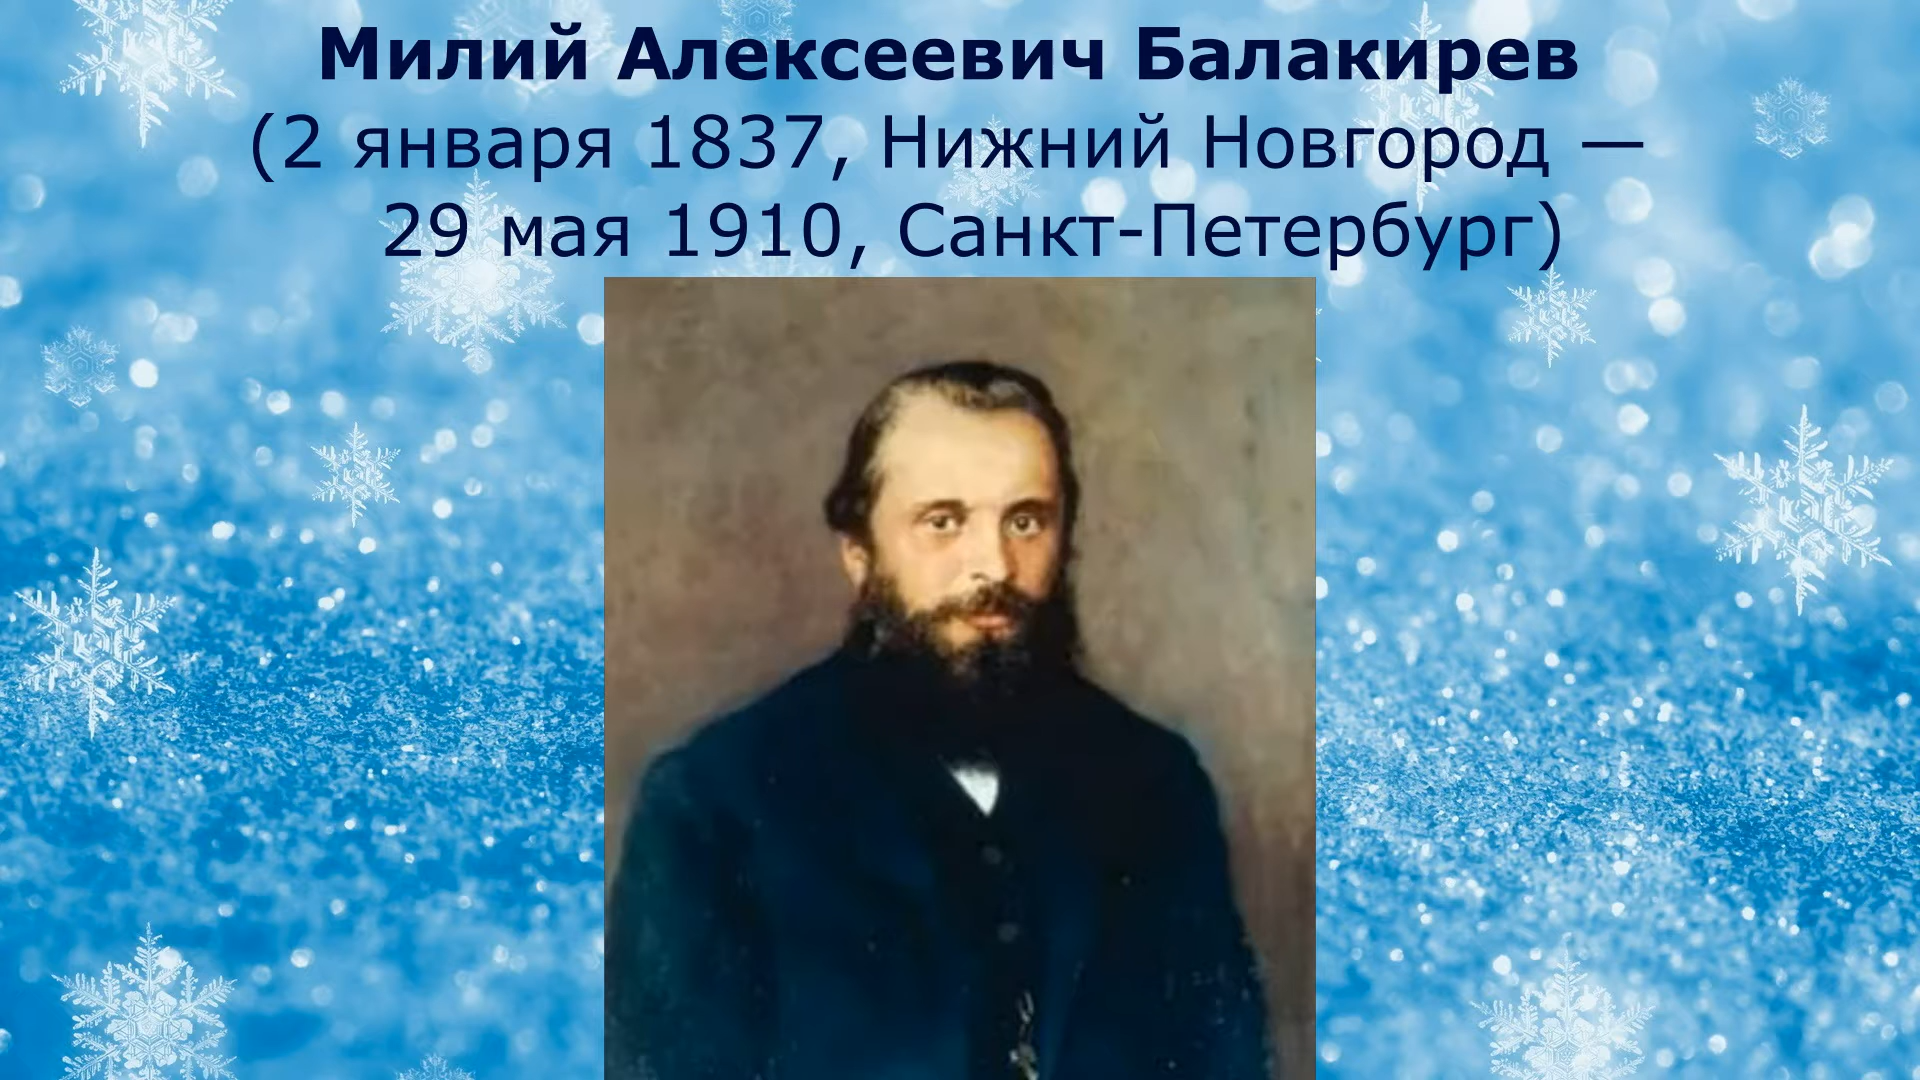 Милий Алексеевич Балакирев
(2 января 1837, Нижний Новгород —
29 мая 1910, Санкт-Петербург)